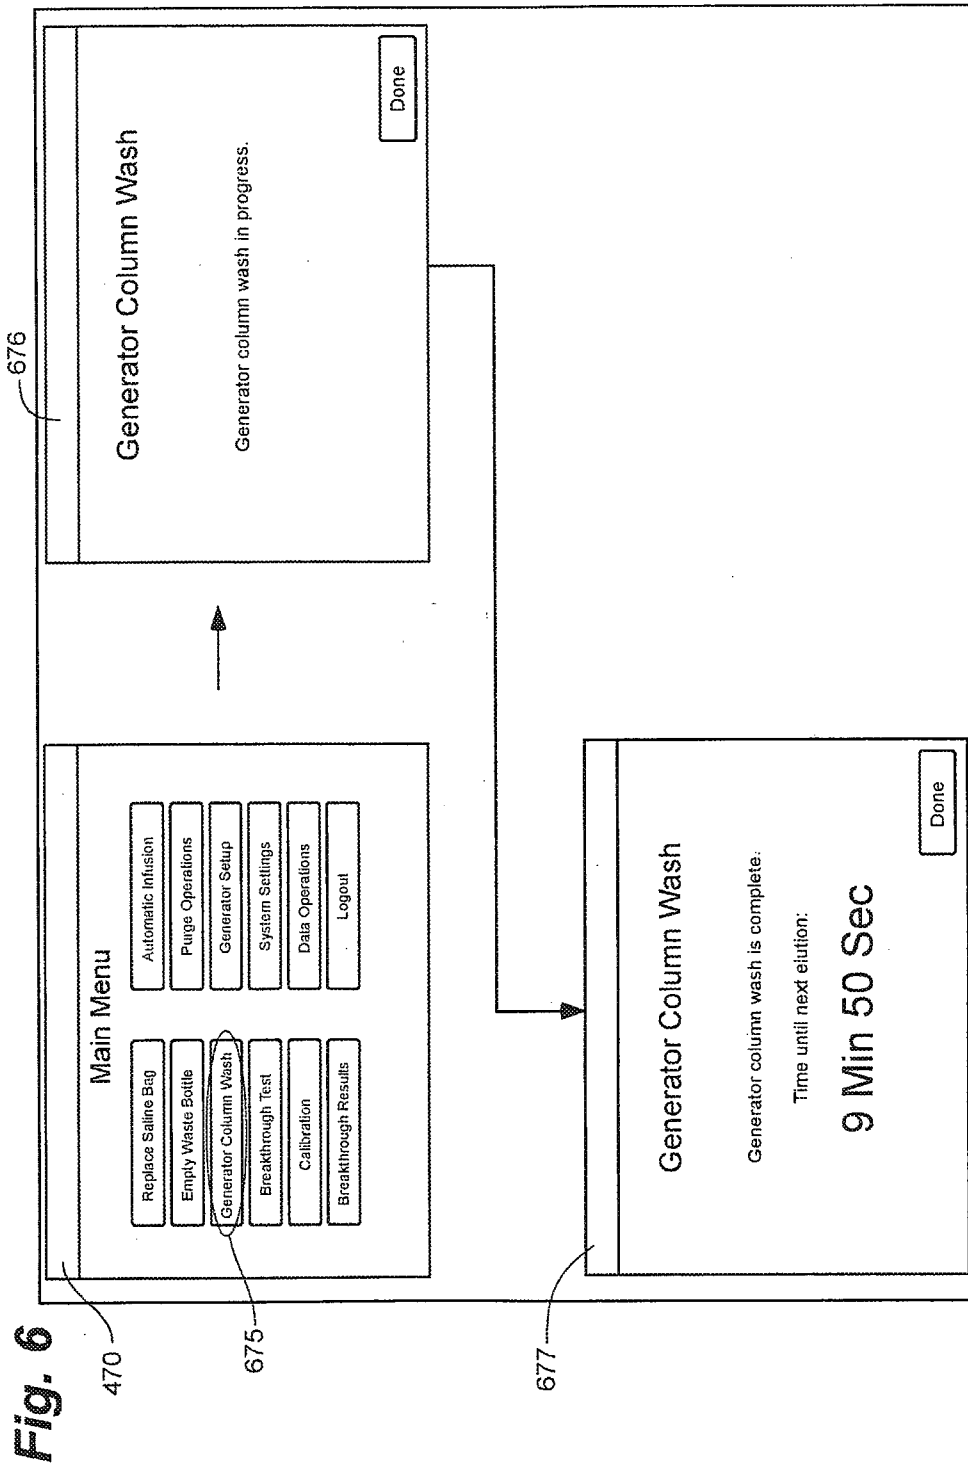 Fig. 6
470
675
Main Menu
Replace Saline Bag
Empty Waste Bottle
Generator Column Wash
Breakthrough Test
Calibration
Breakthrough Results
Automatic Infusion
Purge Operations
Generator Setup
System Settings
Data Operations
Logout
676
Generator Column Wash
Generator column wash in progress.
Done
677
Generator Column Wash
Generator column wash is complete.
Time until next elution:
9 Min 50 Sec
Done